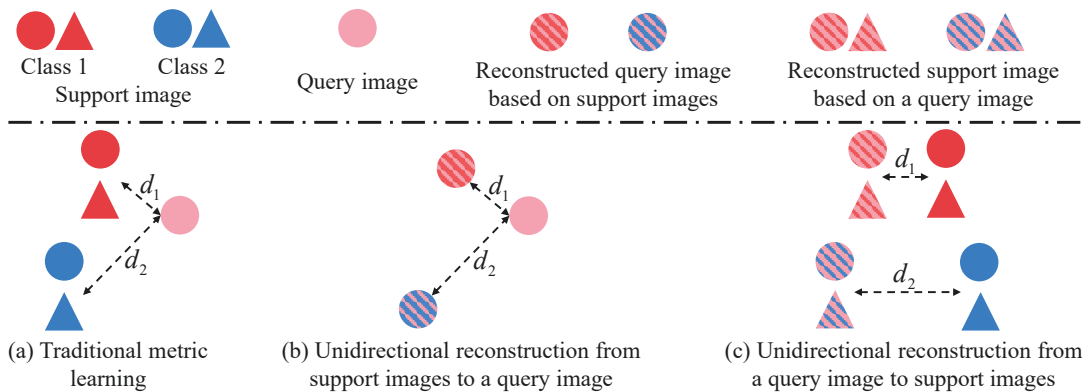 Class 1
Class 2
Support image
Query image
Reconstructed query image
based on support images
Reconstructed support image
based on a query image
d1
d2
d1
d2
d1
d2
(a) Traditional metric
learning
(b) Unidirectional reconstruction from
support images to a query image
(c) Unidirectional reconstruction from
a query image to support images